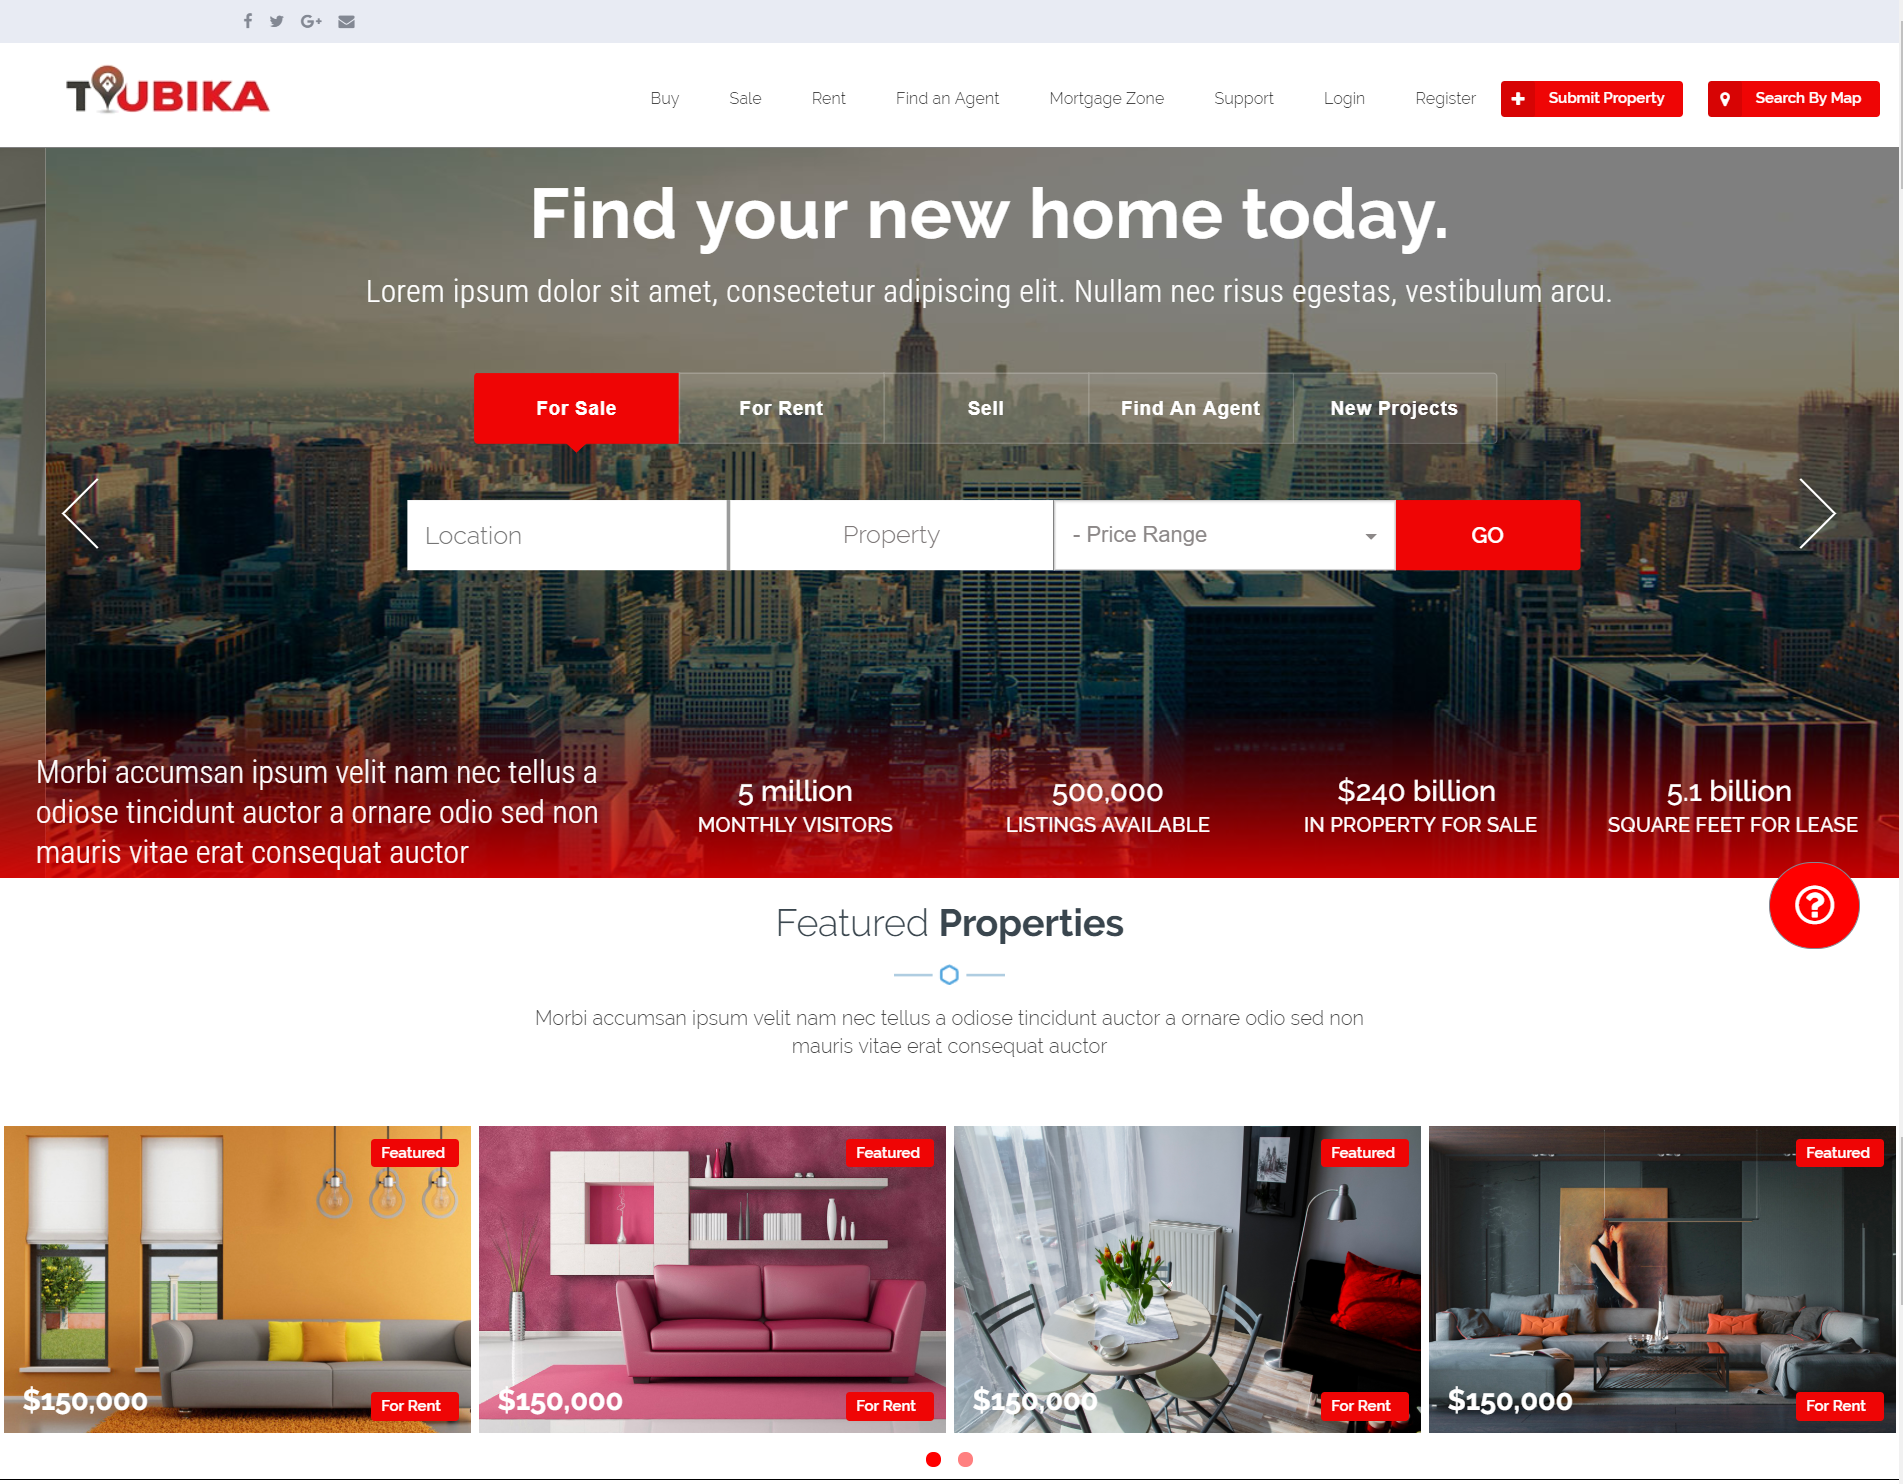 TOUBIKA
Buy Sale Rent Find an Agent Mortgage Zone Support Login Register Submit Property Search By Map
Find your new home today.
Lorem ipsum dolor sit amet, consectetur adipiscing elit. Nullam nec risus egestas, vestibulum arcu.
For Sale For Rent Sell Find An Agent New Projects
Location Property - Price Range GO
Morbi accumsan ipsum velit nam nec tellus a
odiose tincidunt auctor a ornare odio sed non
mauris vitae erat consequat auctor
5 million
MONTHLY VISITORS
500,000
LISTINGS AVAILABLE
$240 billion
IN PROPERTY FOR SALE
5.1 billion
SQUARE FEET FOR LEASE
Featured Properties
Morbi accumsan ipsum velit nam nec tellus a odiose tincidunt auctor a ornare odio sed non
mauris vitae erat consequat auctor
Featured
$150,000 For Rent
Featured
$150,000 For Rent
Featured
$150,000 For Rent
Featured
$150,000 For Rent